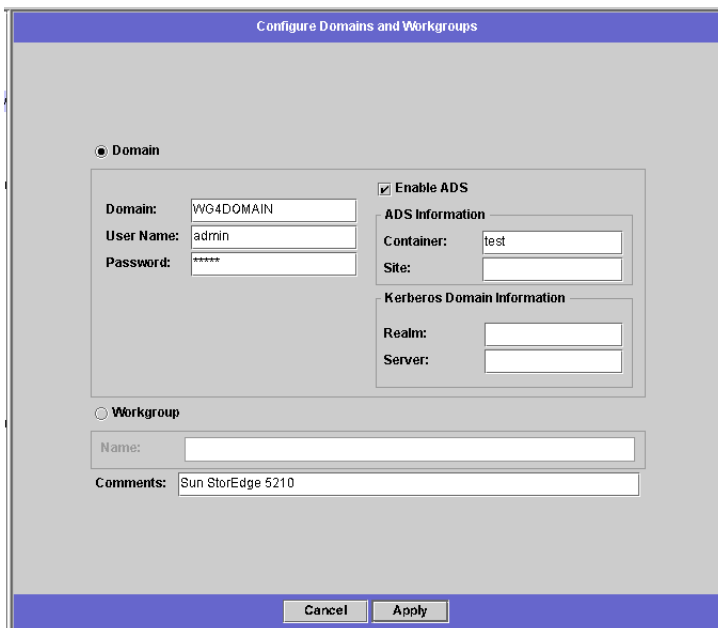 Configure Domains and Workgroups
Domain
Enable ADS
Domain: WG4DOMAIN
User Name: admin
Password: *****
ADS Information
Container: test
Site:
Kerberos Domain Information
Realm:
Server:
Workgroup
Name:
Comments: Sun StorEdge 5210
Cancel Apply